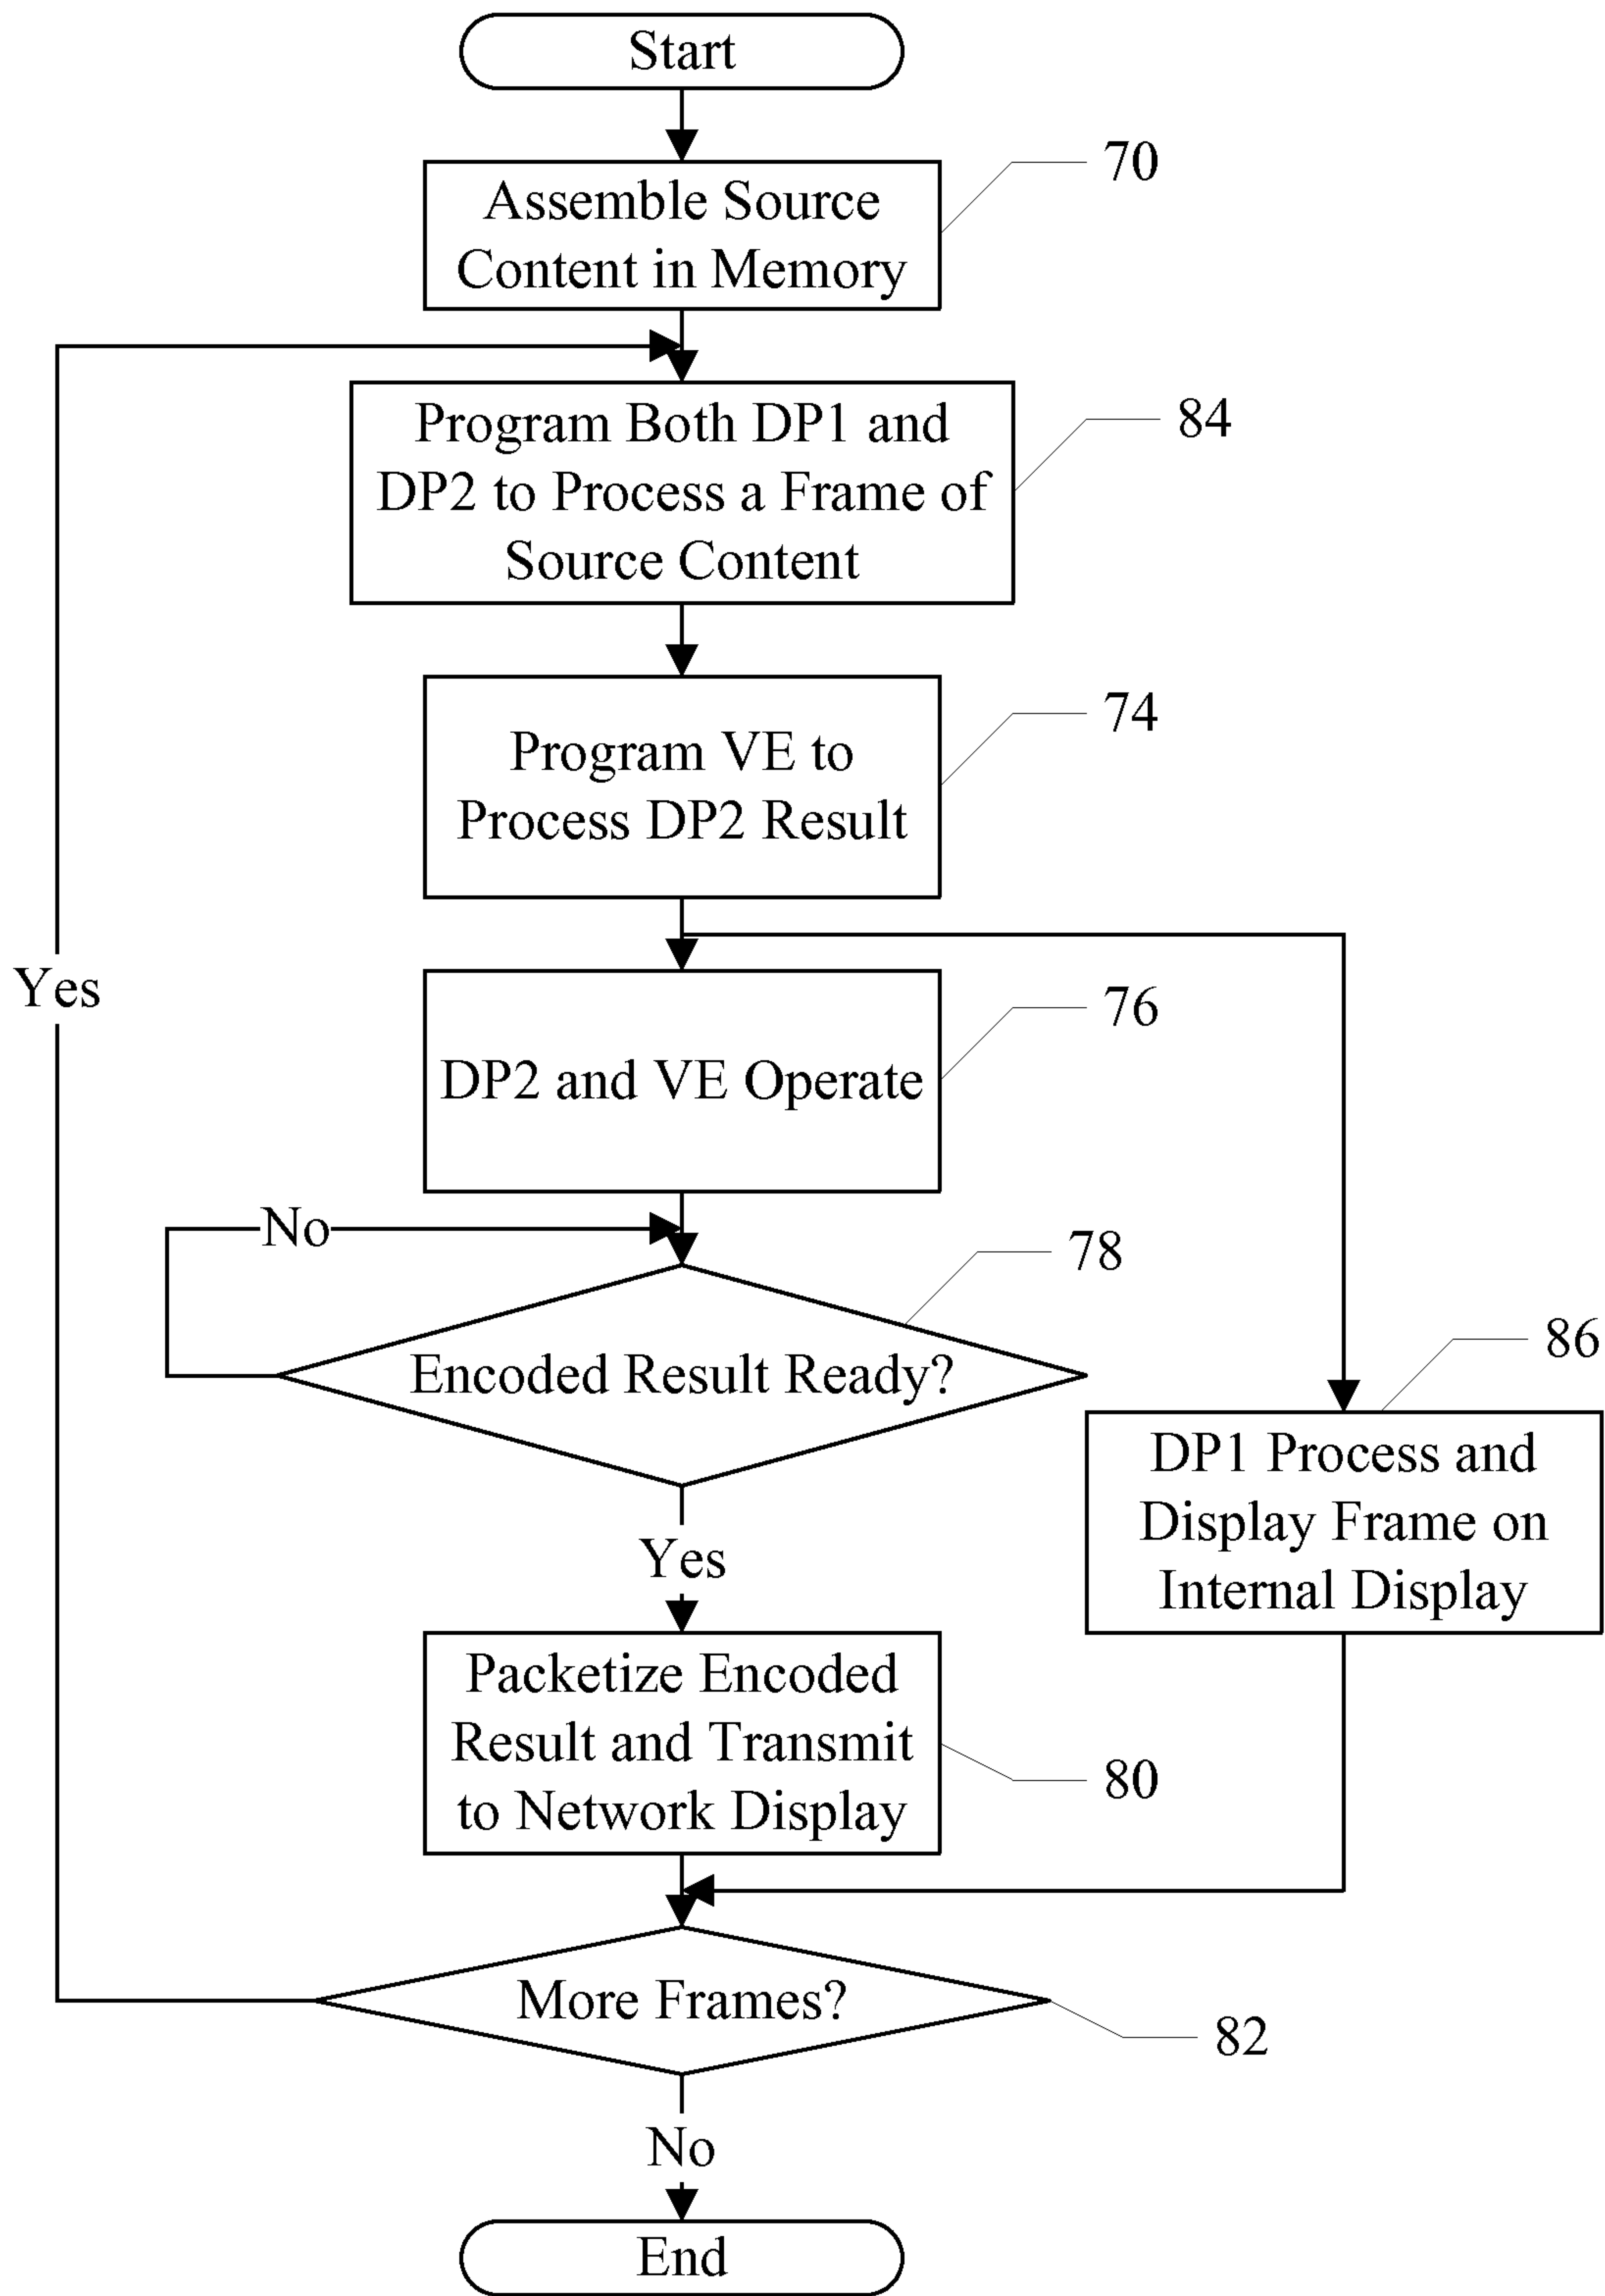 Start
70
Assemble Source
Content in Memory
84
Program Both DP1 and
DP2 to Process a Frame of
Source Content
74
Program VE to
Process DP2 Result
Yes
76
DP2 and VE Operate
No
78
Encoded Result Ready?
86
DP1 Process and
Display Frame on
Internal Display
Yes
Packetize Encoded
Result and Transmit
to Network Display
80
More Frames?
82
No
End